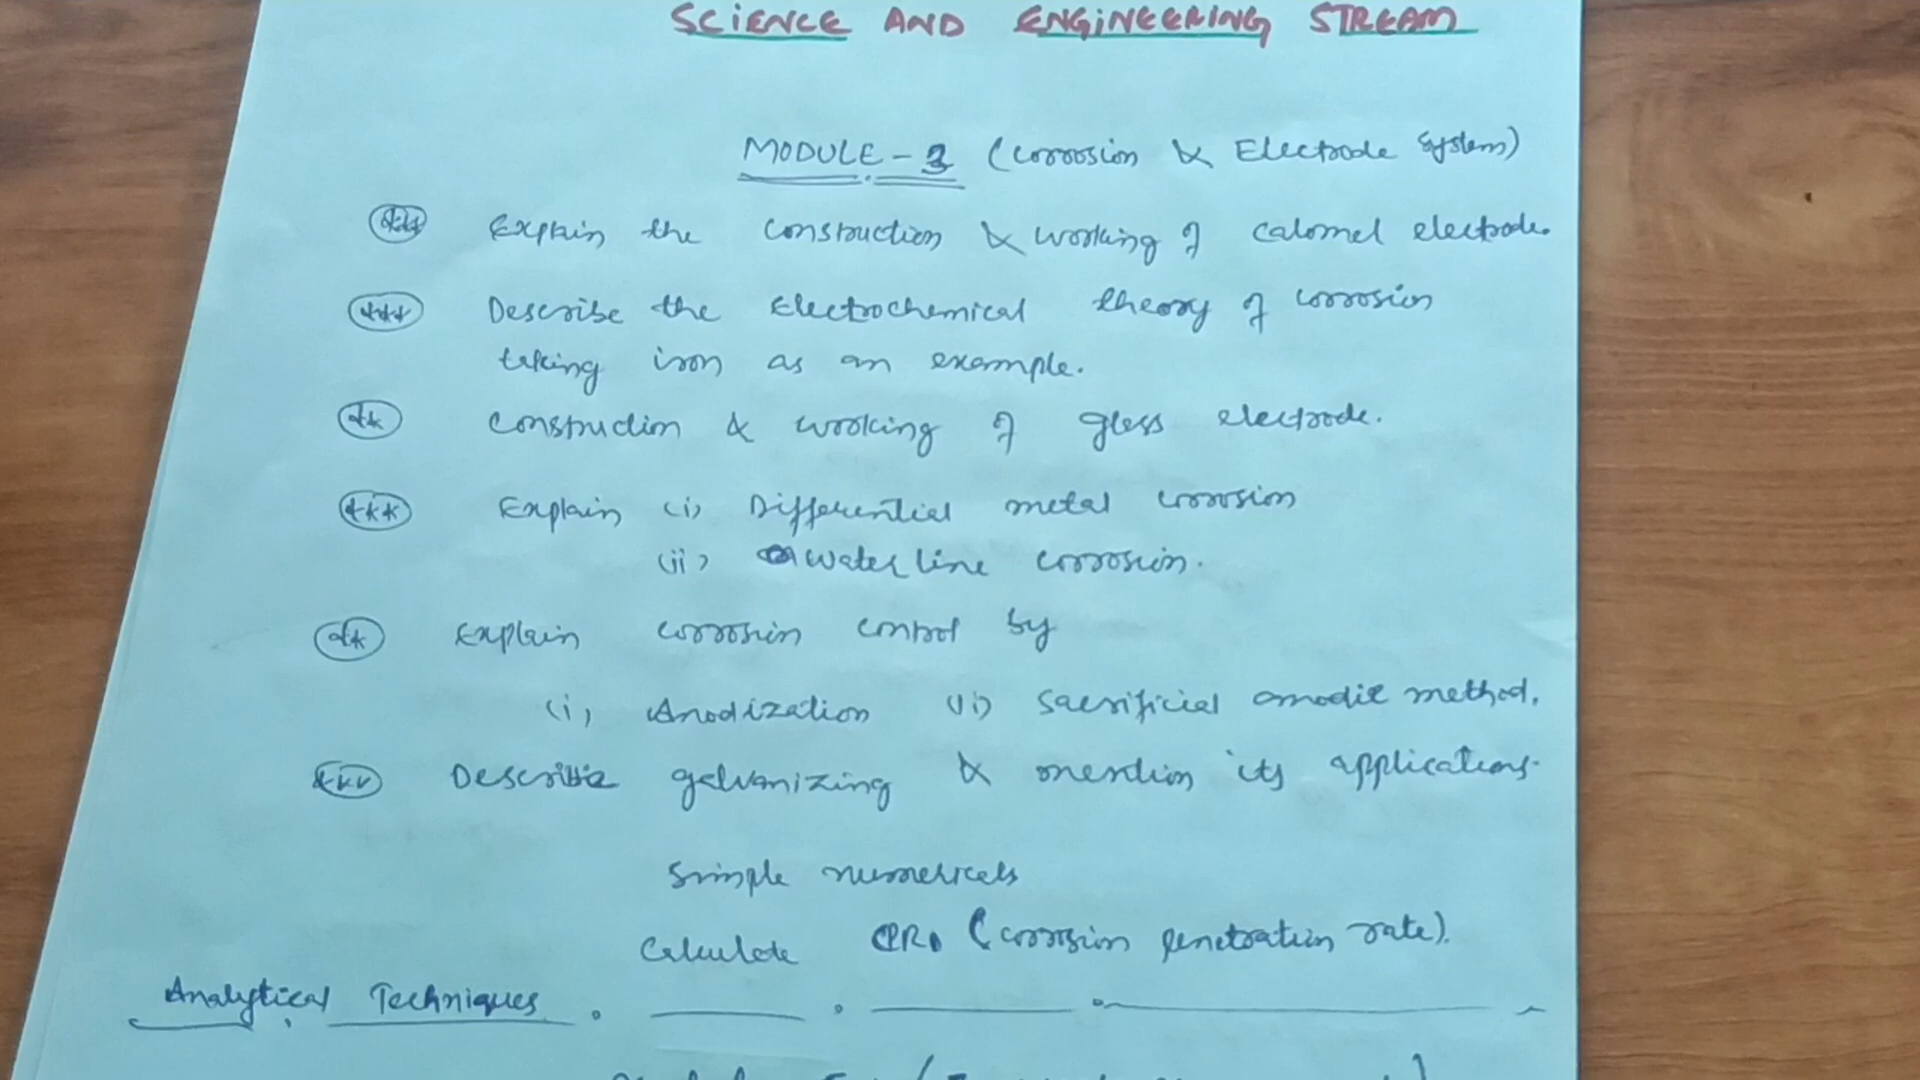 SCIENCE AND ENGINEERING STREAM
MODULE - 3 (Corrosion & Electrode System)
*** Explain the construction & working of calomel electrode.
*** Describe the Electrochemical theory of corrosion
taking iron as an example.
** Construction & working of glass electrode.
*** Explain (i) Differential metal corrosion
(ii) water line corrosion.
** Explain corrosion control by
(i) Anodization (ii) Sacrificial anodic method.
*** Describe galvanizing & mention its applications.
Simple numericals
Calculate CPR (corrosion penetration rate).
Analytical Techniques